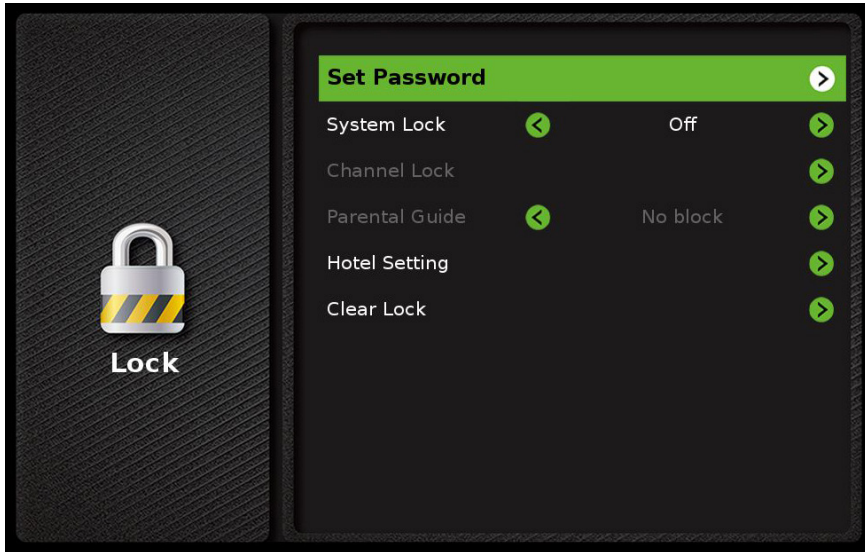 Lock
Set Password
System Lock Off
Channel Lock
Parental Guide No block
Hotel Setting
Clear Lock